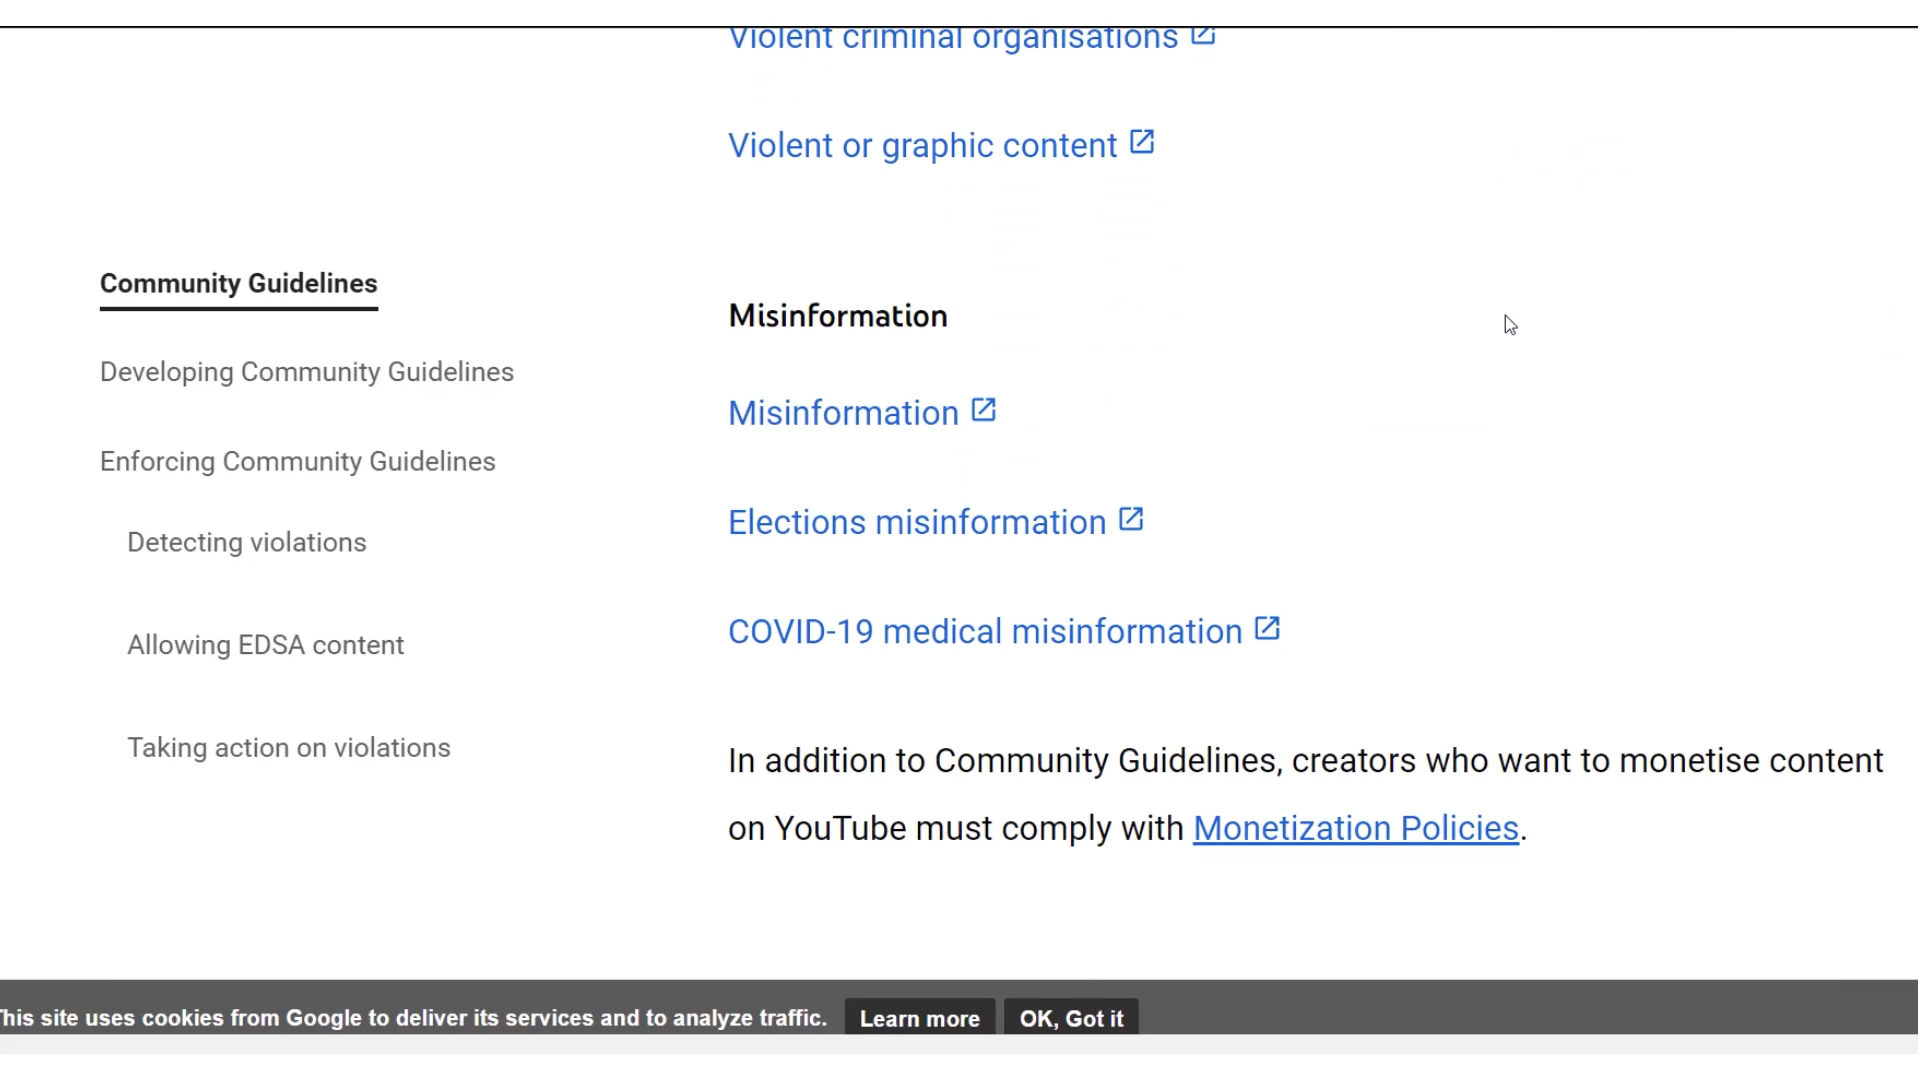 Violent criminal organisations
Violent or graphic content
Community Guidelines
Developing Community Guidelines
Enforcing Community Guidelines
Detecting violations
Allowing EDSA content
Taking action on violations
Misinformation
Misinformation
Elections misinformation
COVID-19 medical misinformation
In addition to Community Guidelines, creators who want to monetise content
on YouTube must comply with Monetization Policies.
This site uses cookies from Google to deliver its services and to analyze traffic.
Learn more
OK, Got it